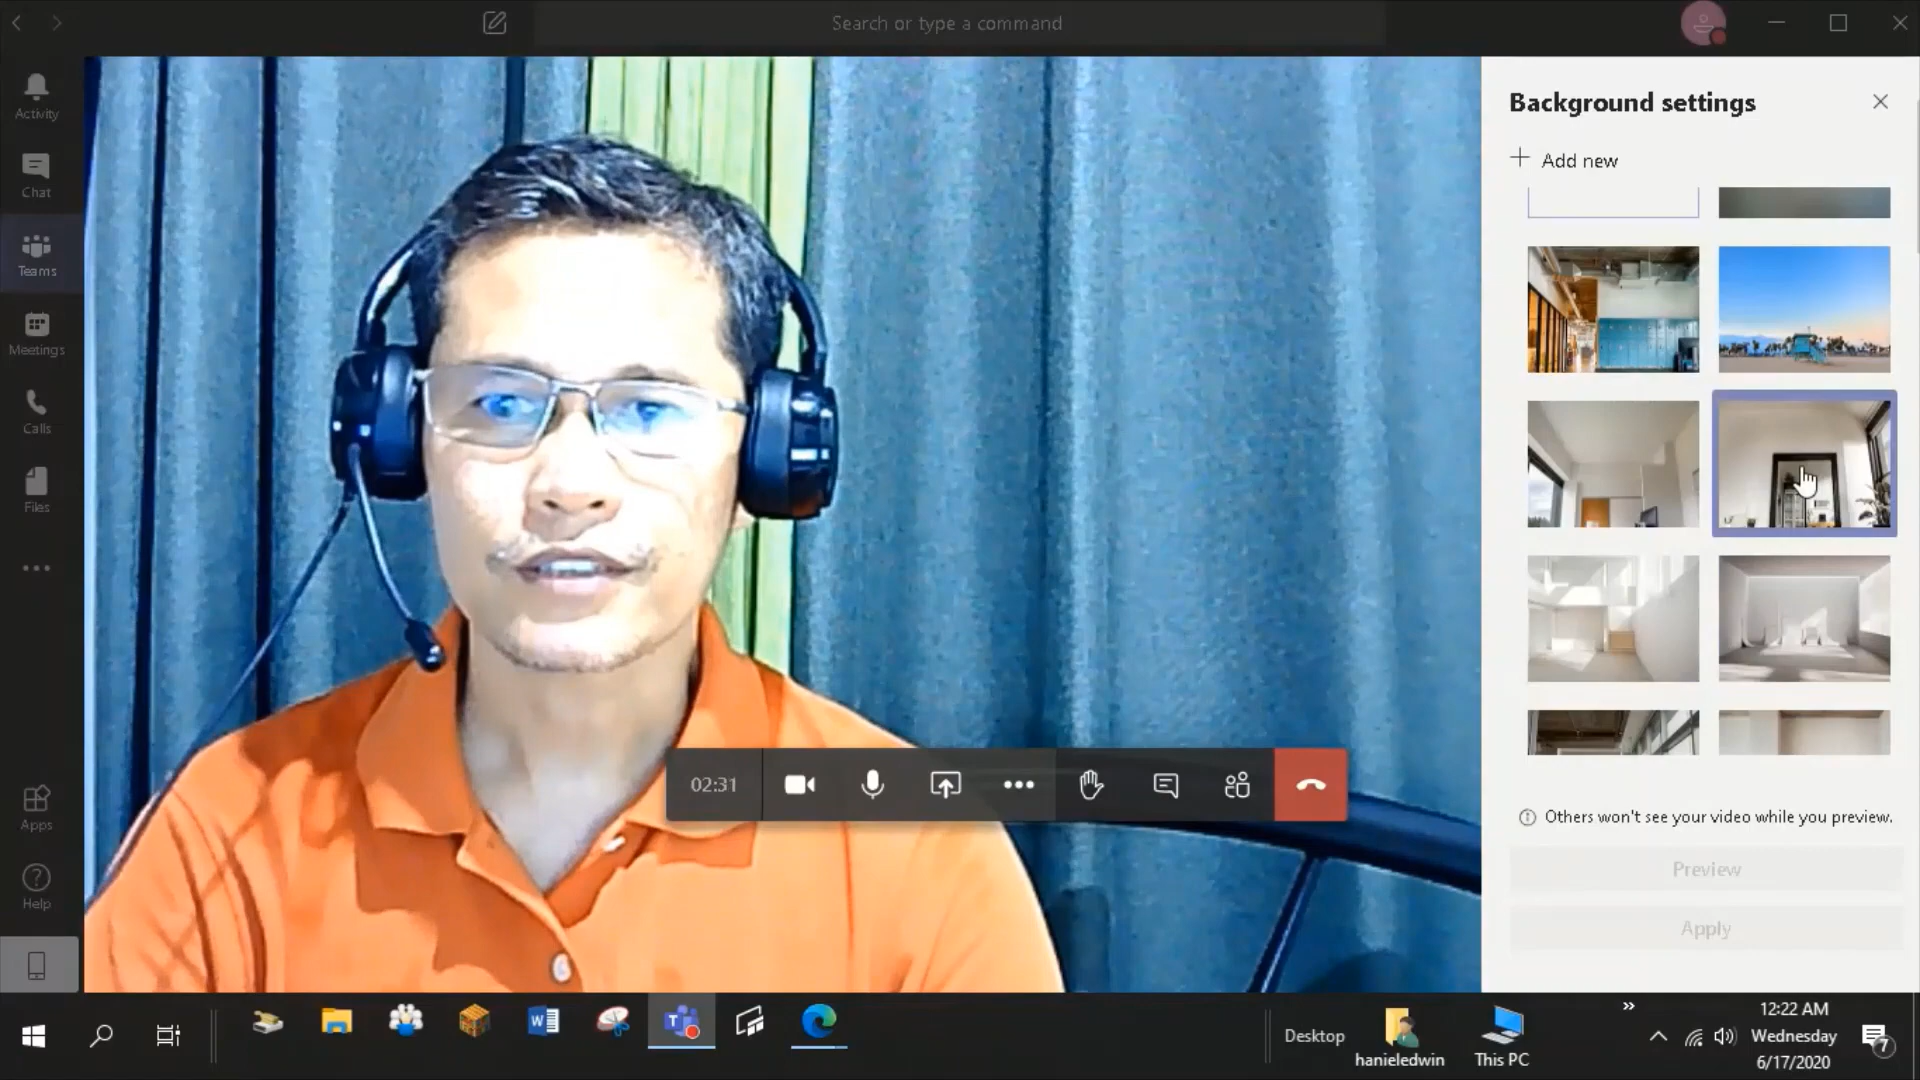 Search or type a command
Activity
Chat
Teams
Meetings
Calls
Files
Apps
Help
Background settings
Add new
Others won't see your video while you preview.
Preview
Apply
02:31
Desktop
hanieledwin
This PC
12:22 AM
Wednesday
6/17/2020
7